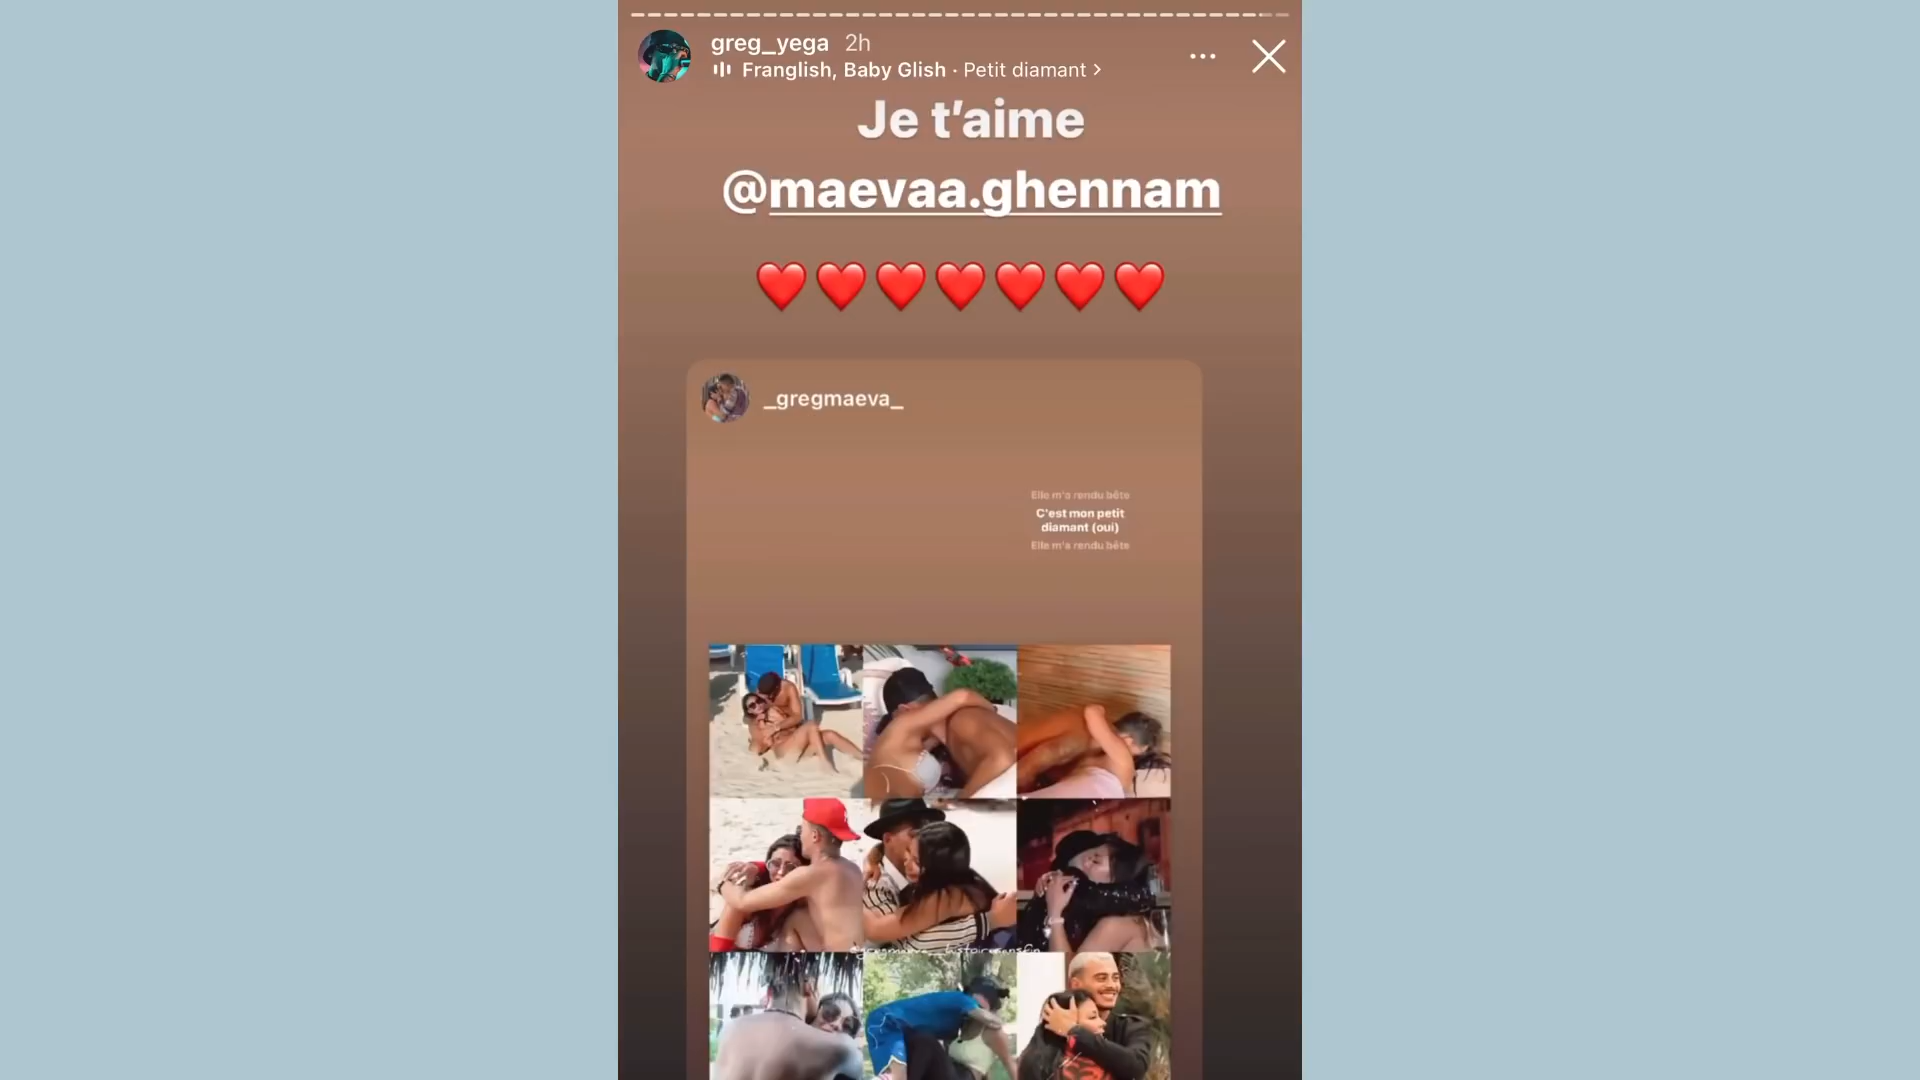 greg_yega 2h
Franglish, Baby Glish · Petit diamant >
Je t’aime
@maevaa.ghennam
_gregmaeva_
Elle m'a rendu bête
C'est mon petit
diamant (oui)
Elle m'a rendu bête